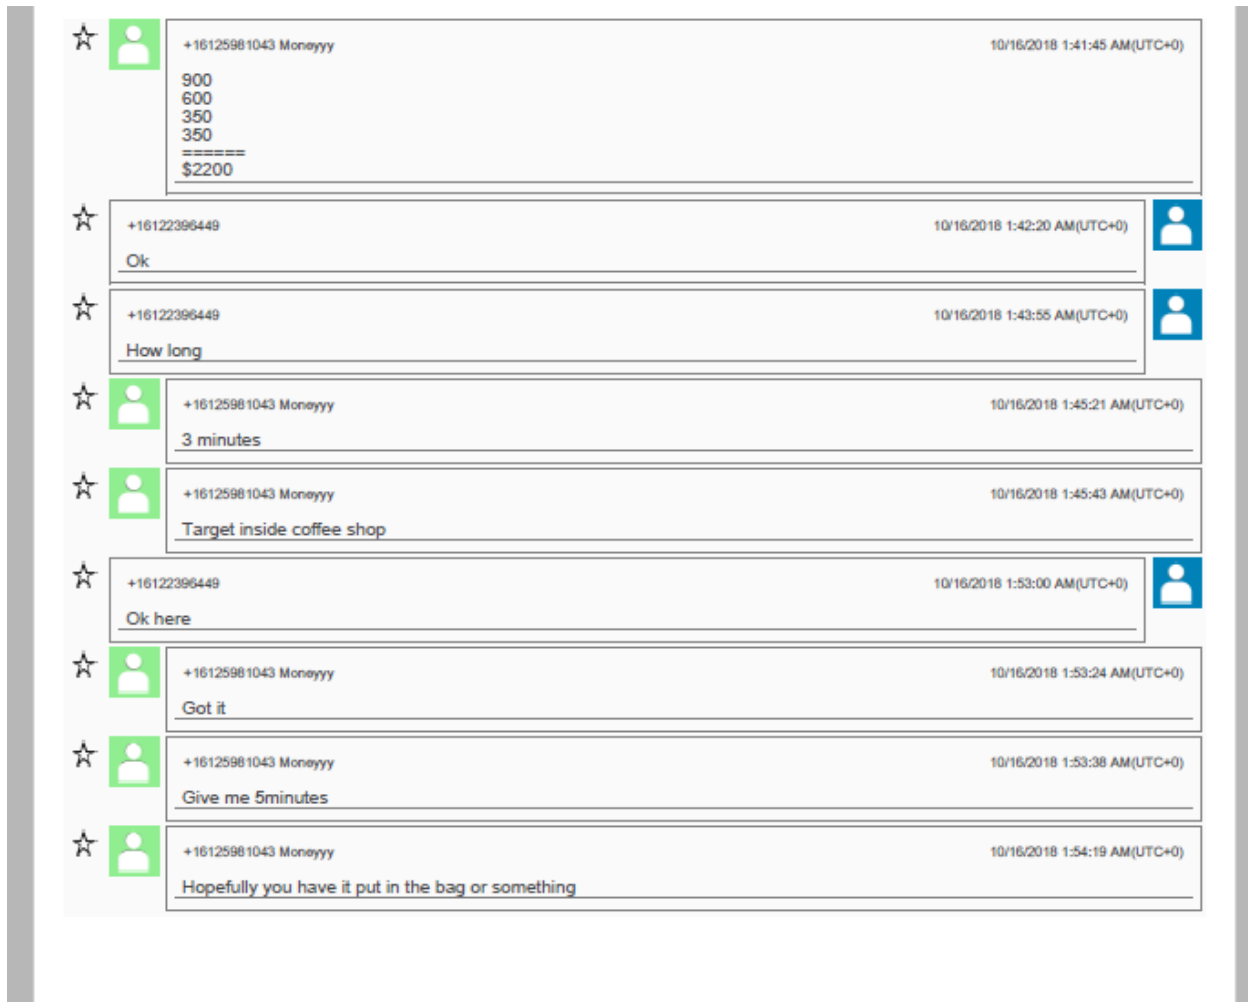 +16125981043 Moneyyy 10/16/2018 1:41:45 AM(UTC+0)
900
600
350
350
======
$2200
+16122396449 10/16/2018 1:42:20 AM(UTC+0)
Ok
+16122396449 10/16/2018 1:43:55 AM(UTC+0)
How long
+16125981043 Moneyyy 10/16/2018 1:45:21 AM(UTC+0)
3 minutes
+16125981043 Moneyyy 10/16/2018 1:45:43 AM(UTC+0)
Target inside coffee shop
+16122396449 10/16/2018 1:53:00 AM(UTC+0)
Ok here
+16125981043 Moneyyy 10/16/2018 1:53:24 AM(UTC+0)
Got it
+16125981043 Moneyyy 10/16/2018 1:53:38 AM(UTC+0)
Give me 5minutes
+16125981043 Moneyyy 10/16/2018 1:54:19 AM(UTC+0)
Hopefully you have it put in the bag or something